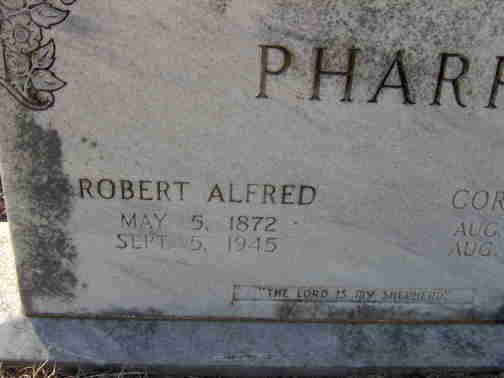 PHARR
ROBERT ALFRED
MAY 5, 1872
SEPT 5, 1945
COR
AUG.
AUG.
"THE LORD IS MY SHEPHERD"